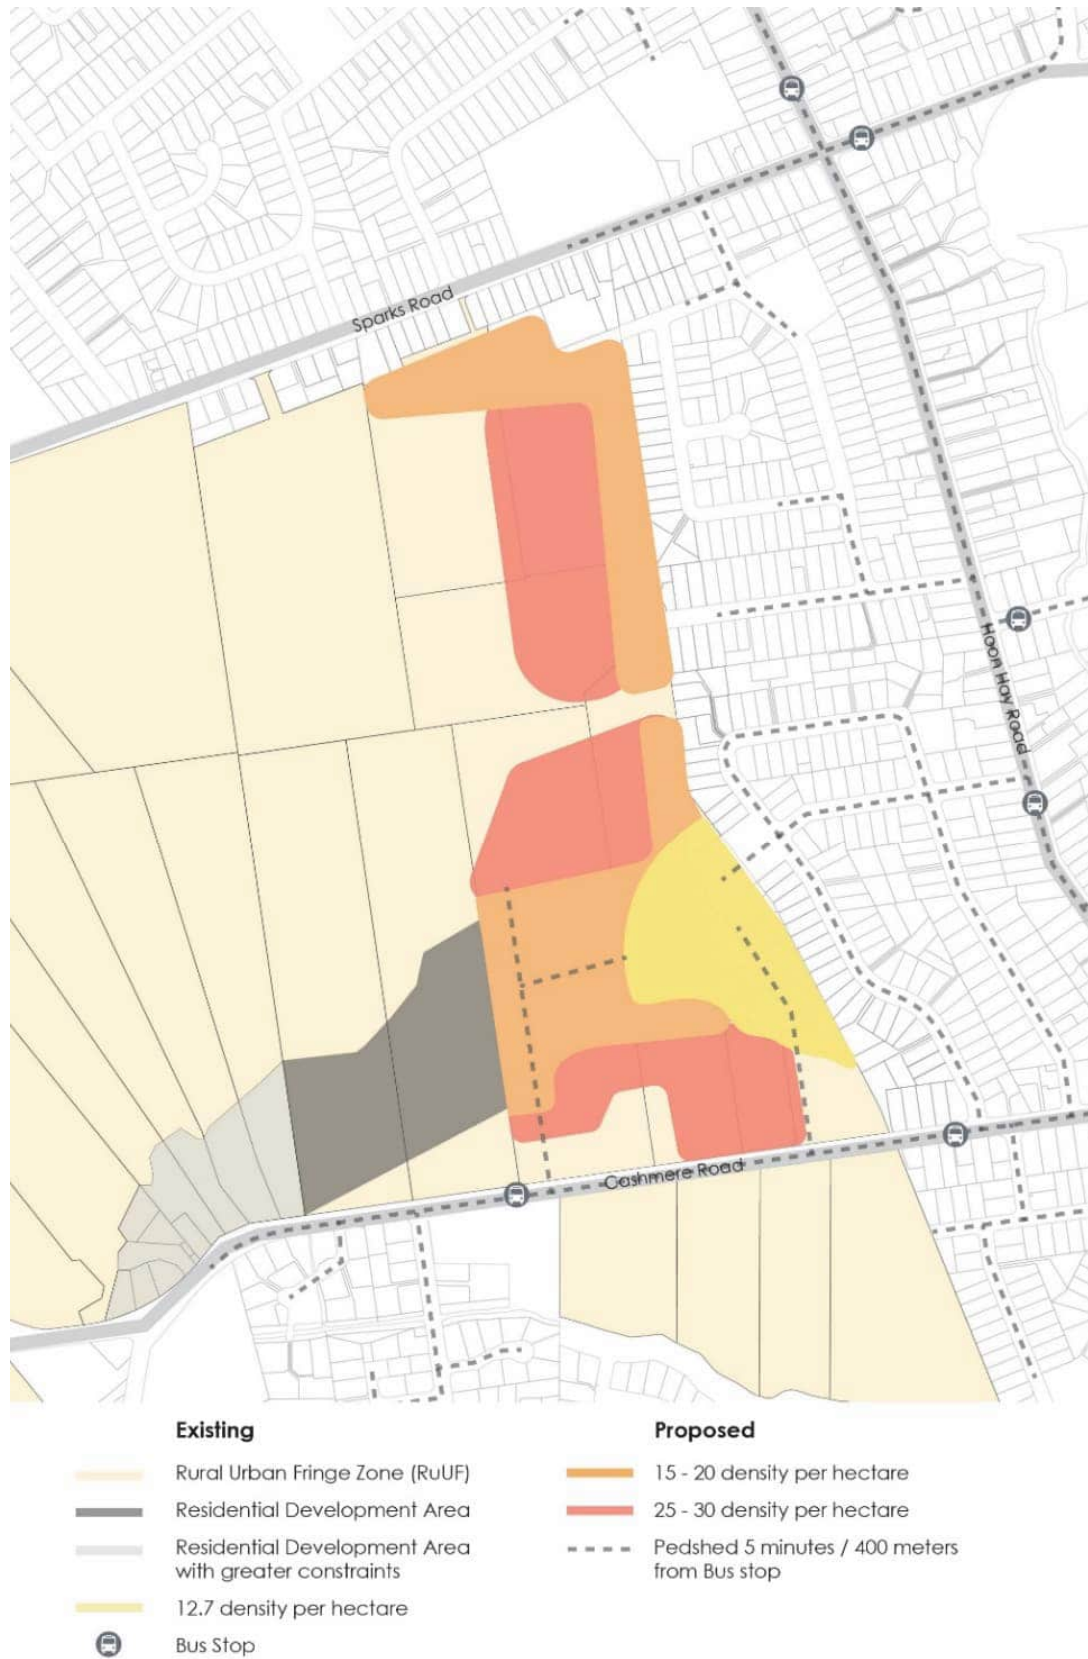 Sparks Road
Hoon Hay Road
Cashmere Road
Existing
Rural Urban Fringe Zone (RuUF)
Residential Development Area
Residential Development Area
with greater constraints
12.7 density per hectare
Bus Stop
Proposed
15 - 20 density per hectare
25 - 30 density per hectare
Pedshed 5 minutes / 400 meters
from Bus stop